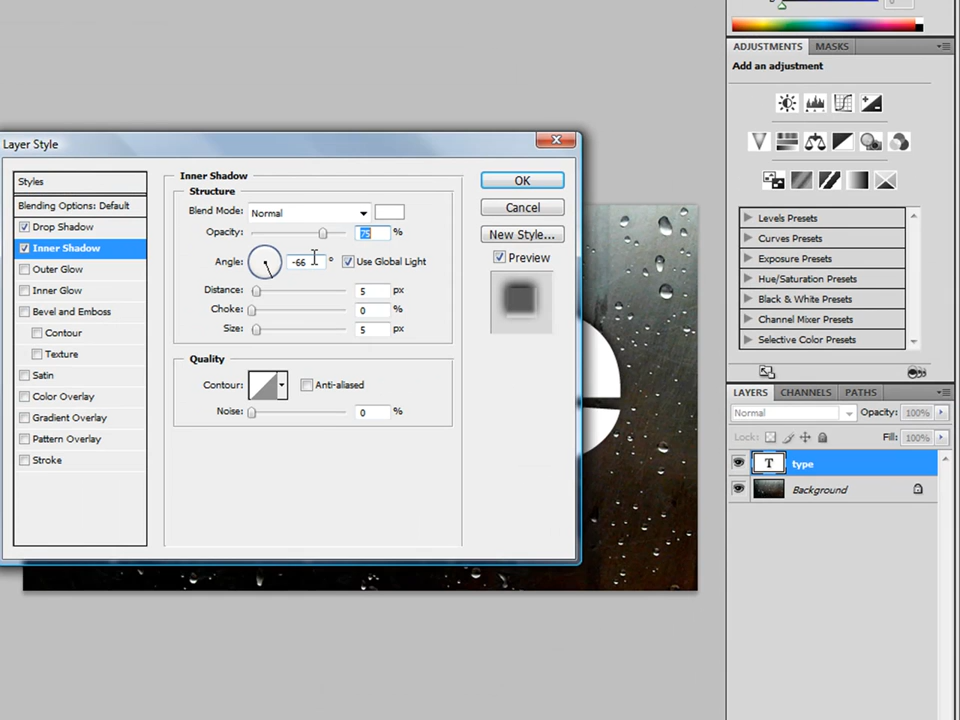 ADJUSTMENTS MASKS
Add an adjustment
Levels Presets
Curves Presets
Exposure Presets
Hue/Saturation Presets
Black & White Presets
Channel Mixer Presets
Selective Color Presets
LAYERS CHANNELS PATHS
Normal Opacity: 100%
Lock: Fill: 100%
T type
Background
Layer Style
Styles
Blending Options: Default
Drop Shadow
Inner Shadow
Outer Glow
Inner Glow
Bevel and Emboss
Contour
Texture
Satin
Color Overlay
Gradient Overlay
Pattern Overlay
Stroke
Inner Shadow
Structure
Blend Mode: Normal
Opacity: 75 %
Angle: -66 ° Use Global Light
Distance: 5 px
Choke: 0 %
Size: 5 px
Quality
Contour: Anti-aliased
Noise: 0 %
OK
Cancel
New Style...
Preview